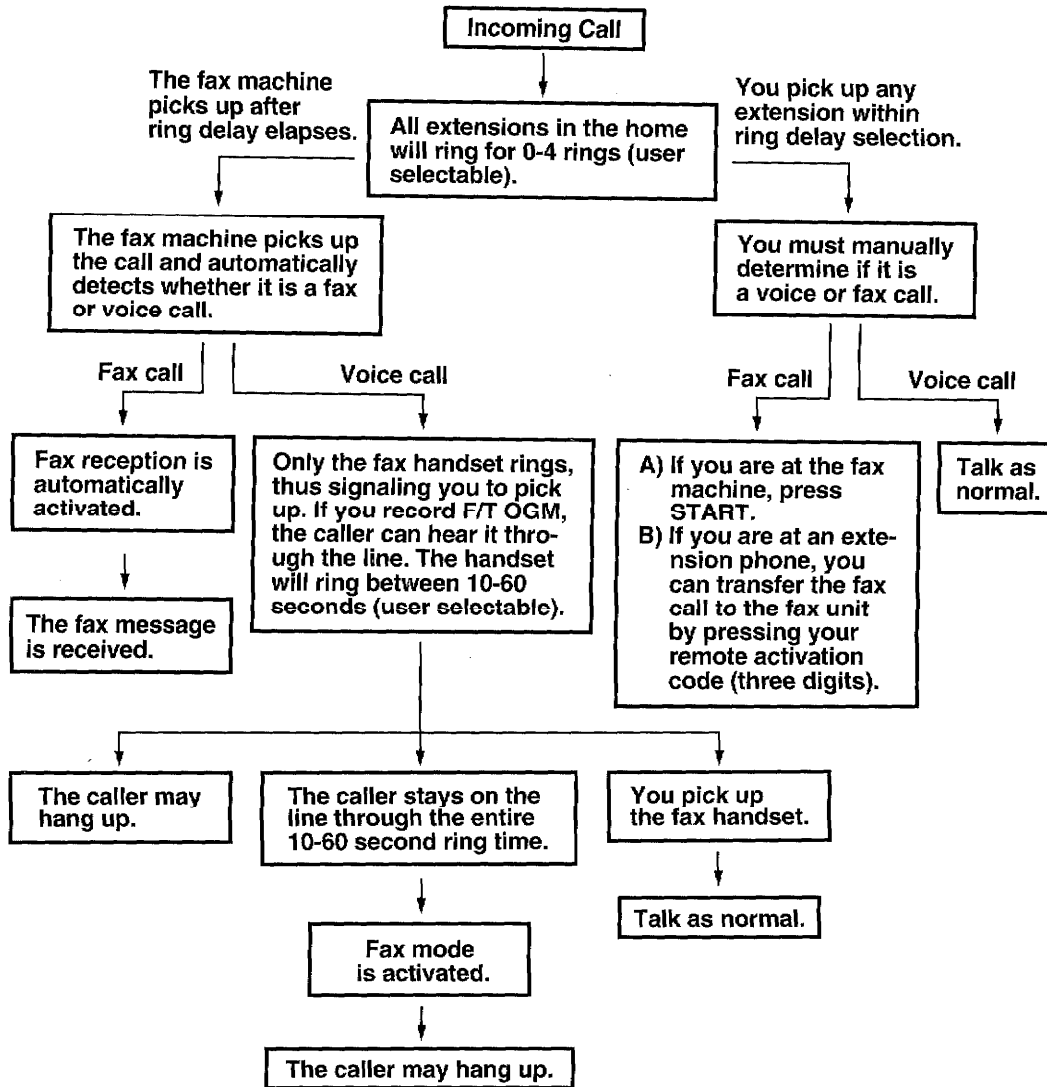 Incoming Call
The fax machine
picks up after
ring delay elapses.
You pick up any
extension within
ring delay selection.
All extensions in the home
will ring for 0-4 rings (user
selectable).
The fax machine picks up
the call and automatically
detects whether it is a fax
or voice call.
You must manually
determine if it is
a voice or fax call.
Fax call
Voice call
Fax call
Voice call
Fax reception is
automatically
activated.
Only the fax handset rings,
thus signaling you to pick
up. If you record F/T OGM,
the caller can hear it thro-
ugh the line. The handset
will ring between 10-60
seconds (user selectable).
A) If you are at the fax
machine, press
START.
B) If you are at an exte-
nsion phone, you
can transfer the fax
call to the fax unit
by pressing your
remote activation
code (three digits).
Talk as
normal.
The fax message
is received.
The caller may
hang up.
The caller stays on the
line through the entire
10-60 second ring time.
You pick up
the fax handset.
Talk as normal.
Fax mode
is activated.
The caller may hang up.